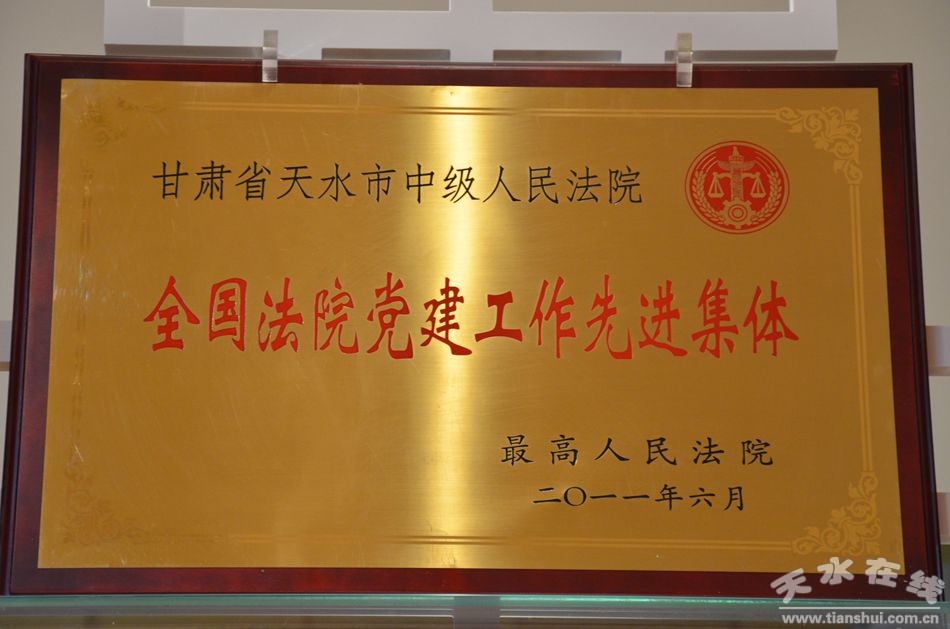 甘肃省天水市中级人民法院
全国法院党建工作先进集体
最高人民法院
二〇一一年六月
天水在线
www.tianshui.com.cn